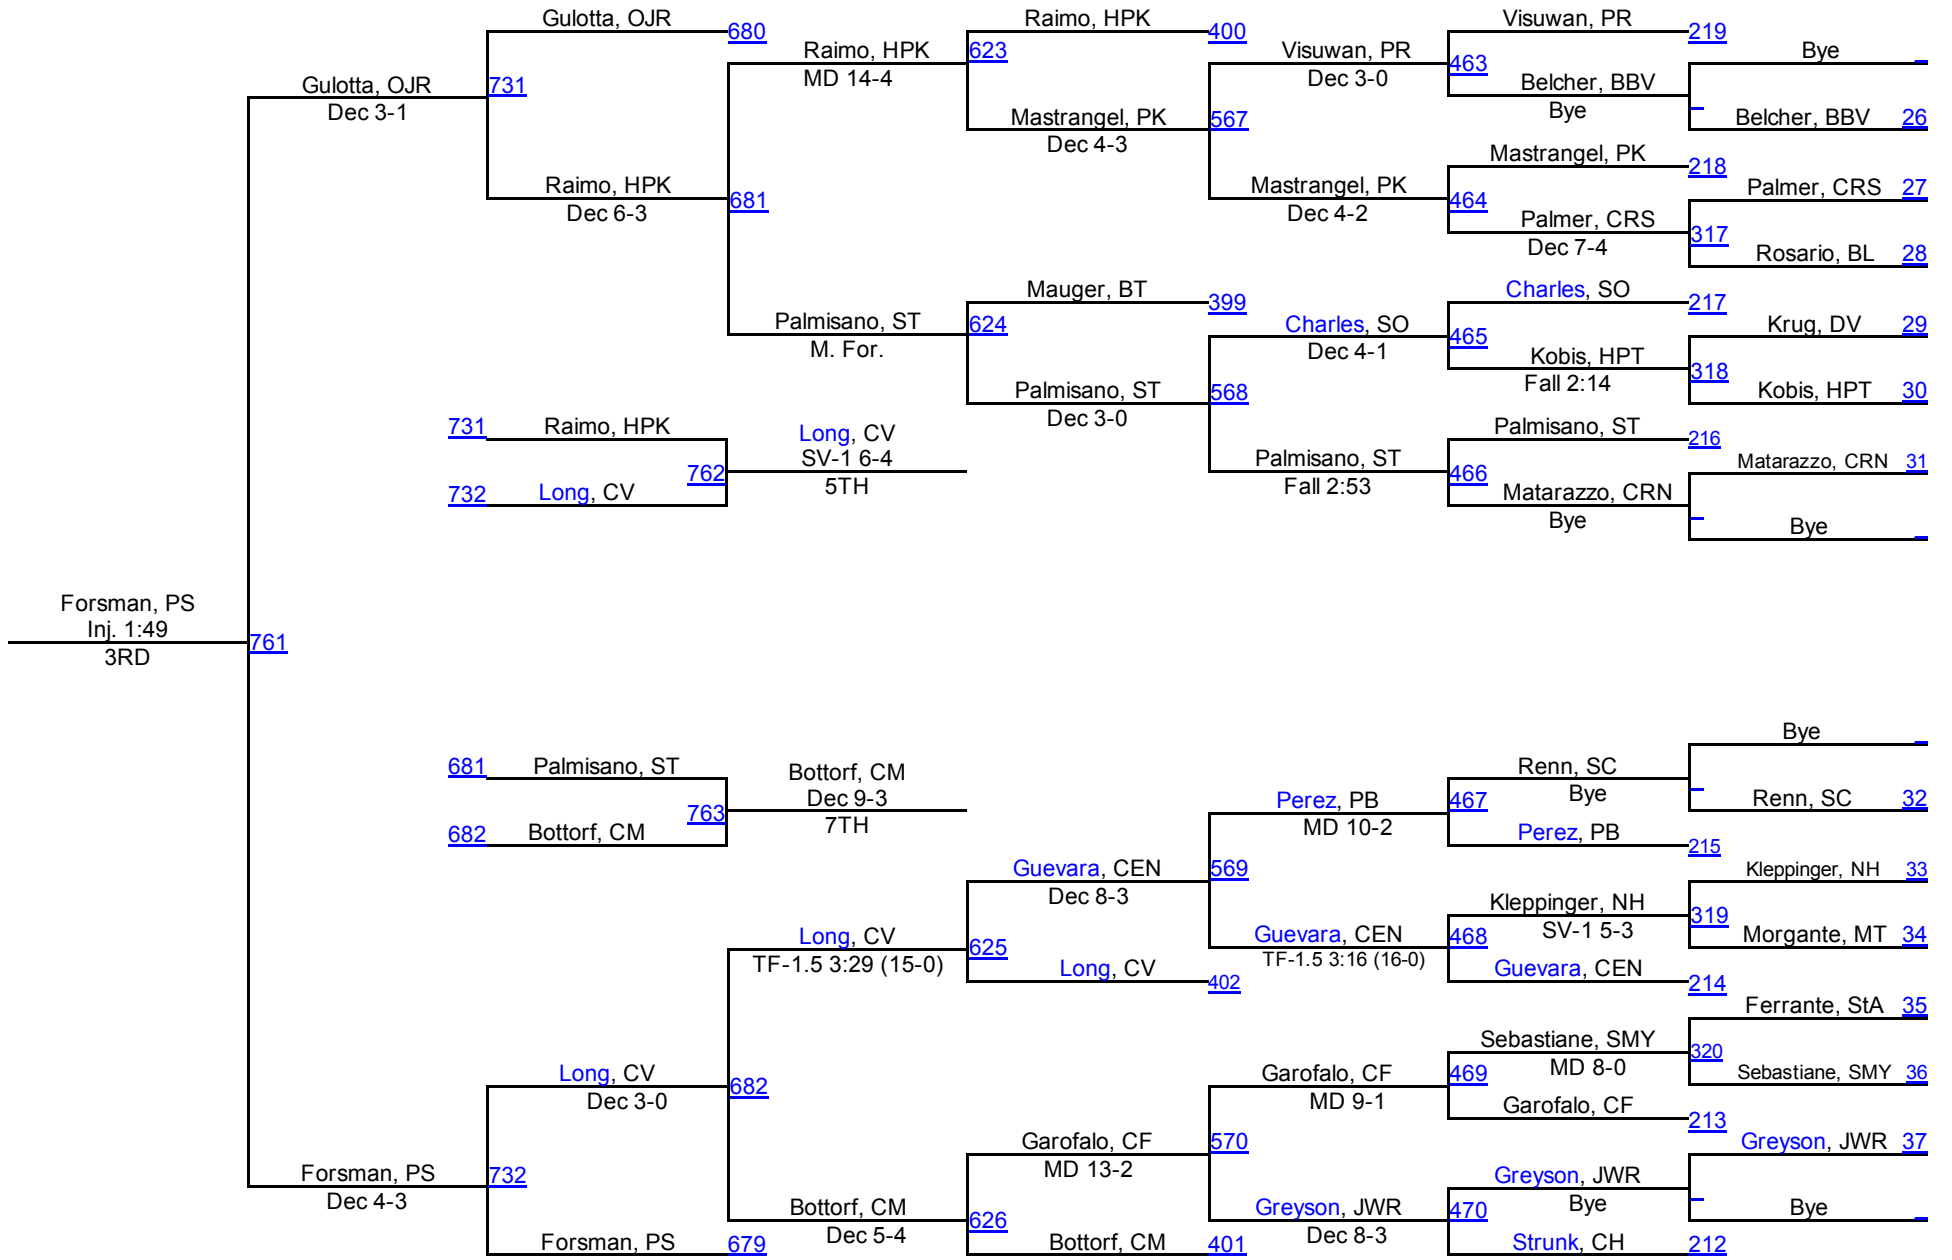 Gulotta, OJR
680
Raimo, HPK
400
Visuwan, PR
219
Raimo, HPK
MD 14-4
623
Visuwan, PR
Dec 3-0
463
Bye
Gulotta, OJR
Dec 3-1
731
Belcher, BBV
Bye
Mastrangel, PK
Dec 4-3
567
Belcher, BBV 26
Mastrangel, PK
218
Raimo, HPK
Dec 6-3
681
Mastrangel, PK
Dec 4-2
464
Palmer, CRS 27
Palmer, CRS
Dec 7-4
317
Rosario, BL 28
Mauger, BT
399
Charles, SO
217
Palmisano, ST
M. For.
624
Charles, SO
Dec 4-1
465
Krug, DV 29
Kobis, HPT
Fall 2:14
318
Palmisano, ST
Dec 3-0
568
Kobis, HPT 30
731 Raimo, HPK
Long, CV
SV-1 6-4
5TH
762
732 Long, CV
Palmisano, ST
216
Palmisano, ST
Fall 2:53
466
Matarazzo, CRN 31
Matarazzo, CRN
Bye
Bye
Forsman, PS
Inj. 1:49
3RD
761
Bye
681 Palmisano, ST
Bottorf, CM
Dec 9-3
7TH
763
682 Bottorf, CM
Renn, SC
Bye
Perez, PB
MD 10-2
467
Renn, SC 32
Perez, PB
215
Guevara, CEN
Dec 8-3
569
Kleppinger, NH 33
Kleppinger, NH
SV-1 5-3
319
Long, CV
TF-1.5 3:29 (15-0)
625
Guevara, CEN
TF-1.5 3:16 (16-0)
468
Morgante, MT 34
Long, CV
402
Guevara, CEN
214
Ferrante, StA 35
Sebastiane, SMY
MD 8-0
320
Long, CV
Dec 3-0
682
Garofalo, CF
MD 9-1
469
Sebastiane, SMY 36
Garofalo, CF
213
Garofalo, CF
MD 13-2
570
Greyson, JWR 37
Forsman, PS
Dec 4-3
732
Greyson, JWR
Bye
Bottorf, CM
Dec 5-4
626
Greyson, JWR
Dec 8-3
470
Bye
Forsman, PS
679
Bottorf, CM
401
Strunk, CH
212